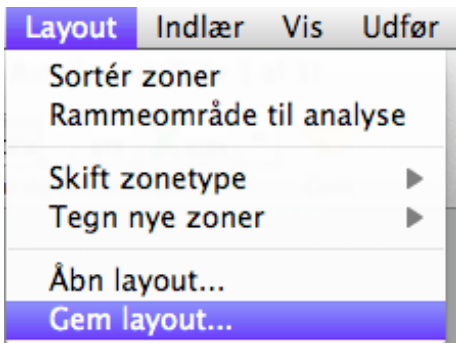 Layout Indlær Vis Udfør
Sortér zoner
Rammeområde til analyse
Skift zonetype
Tegn nye zoner
Åbn layout...
Gem layout...